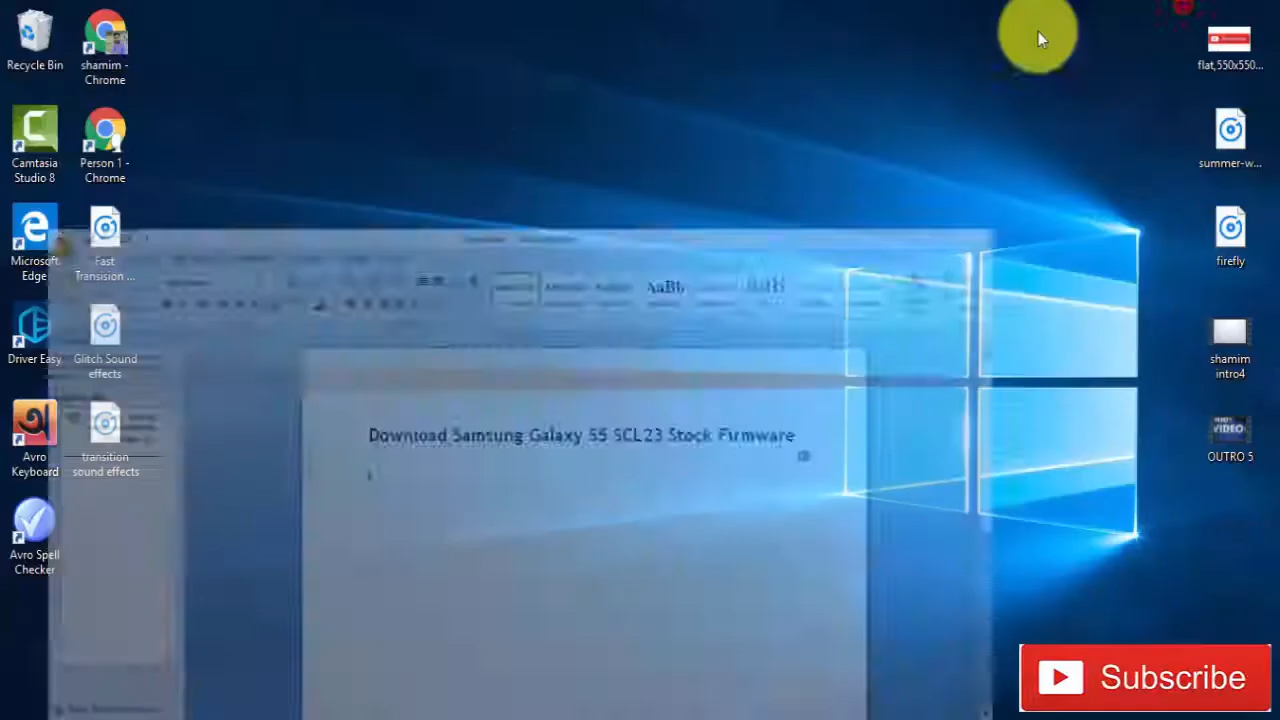 Recycle Bin
shamim -
Chrome
flat,550x550...
Camtasia
Studio 8
Person 1 -
Chrome
summer-w...
Microsoft
Edge
Fast
Transision ...
firefly
Driver Easy
Glitch Sound
effects
shamim
intro4
Avro
Keyboard
transition
sound effects
VIDEO
OUTRO 5
Avro Spell
Checker
AaBb
Download Samsung Galaxy S5 SCL23 Stock Firmware
Subscribe